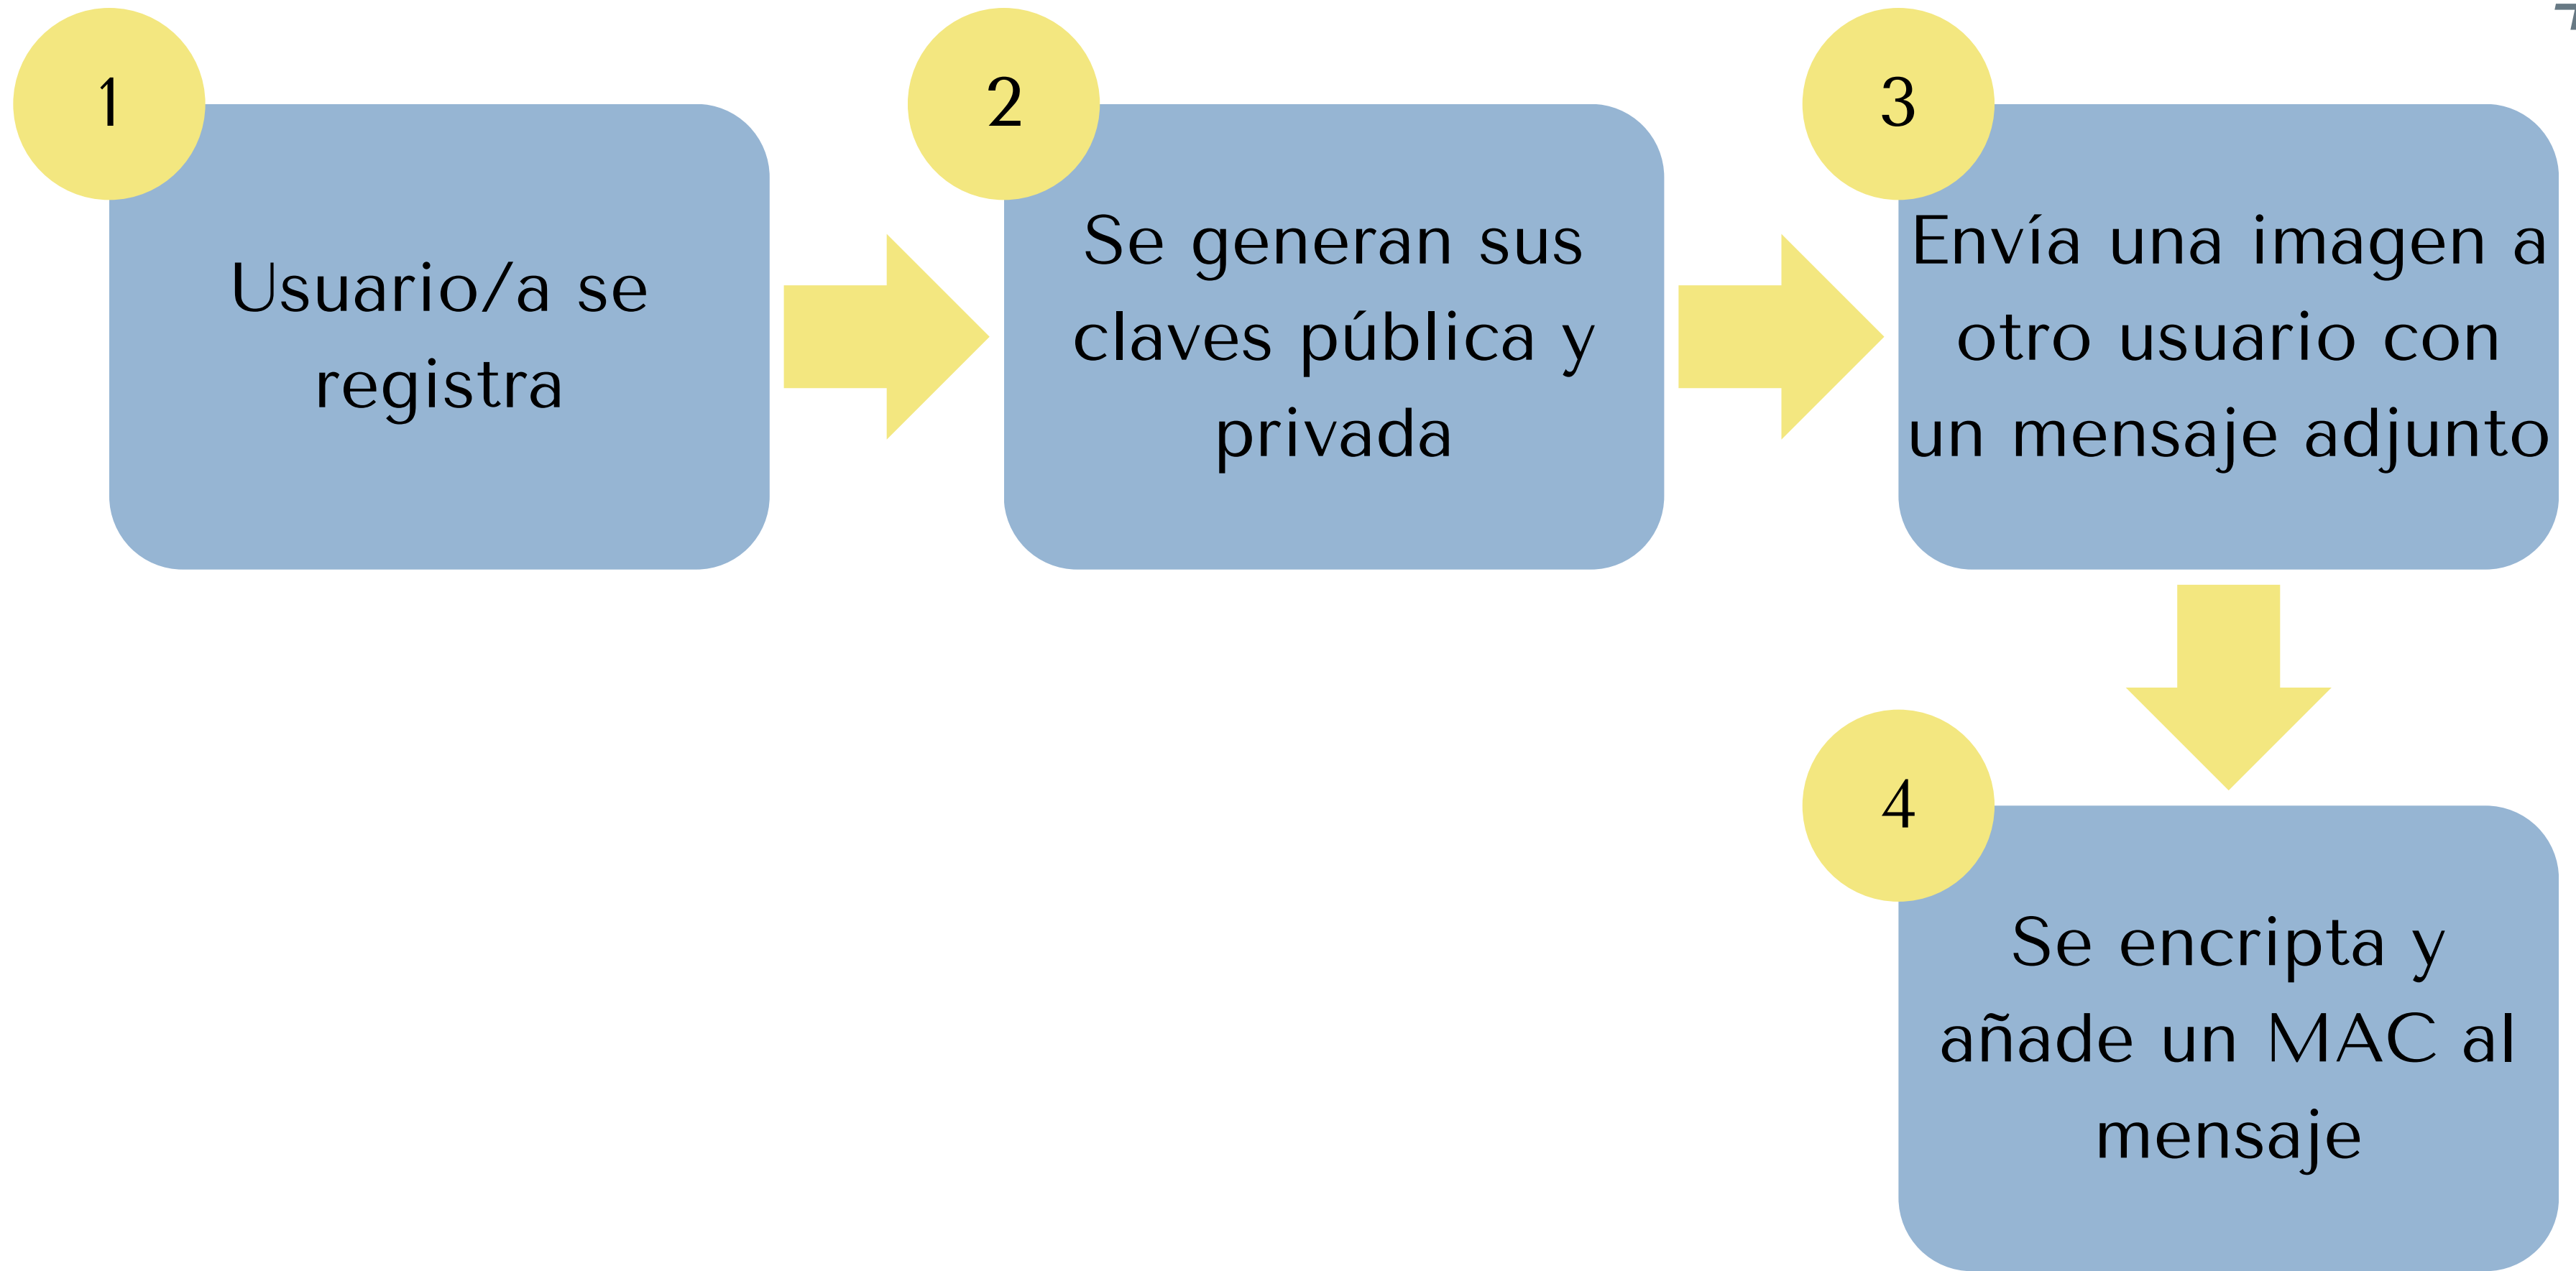 1
Usuario/a se
registra
2
Se generan sus
claves pública y
privada
3
Envía una imagen a
otro usuario con
un mensaje adjunto
4
Se encripta y
añade un MAC al
mensaje